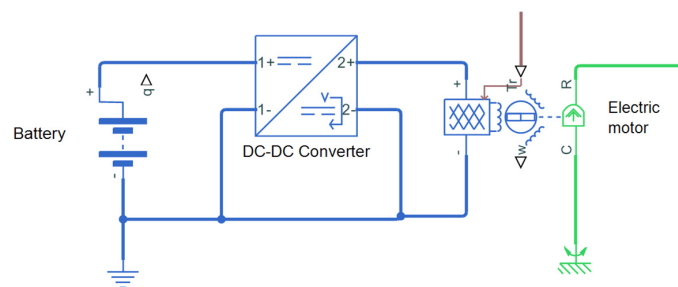 Tr
+
q
1+
2+
+
R
Battery
1-
V
2-
Electric
motor
DC-DC Converter
-
-
w
C